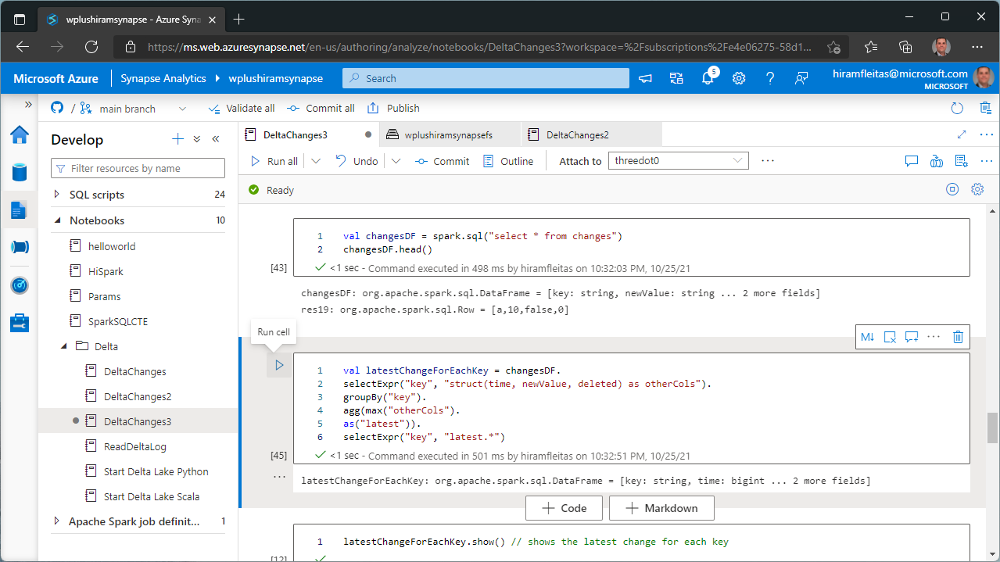 wplushiramsynapse - Azure Syna
https://ms.web.azuresynapse.net/en-us/authoring/analyze/notebooks/DeltaChanges3?workspace=%2Fsubscriptions%2Fe4e06275-58d1...
Microsoft Azure
Synapse Analytics
wplushiramsynapse
Search
5
hiramfleitas@microsoft.com
MICROSOFT
/ main branch
Validate all
Commit all
Publish
Develop
Filter resources by name
SQL scripts 24
Notebooks 10
helloworld
HiSpark
Params
SparkSQLCTE
Delta
DeltaChanges
DeltaChanges2
DeltaChanges3
ReadDeltaLog
Start Delta Lake Python
Start Delta Lake Scala
Apache Spark job definit... 1
DeltaChanges3
wplushiramsynapsefs
DeltaChanges2
Run all
Undo
Commit
Outline
Attach to
threedot0
Ready
1 val changesDF = spark.sql("select * from changes")
2 changesDF.head()
[43]
<1 sec - Command executed in 498 ms by hiramfleitas on 10:32:03 PM, 10/25/21
changesDF: org.apache.spark.sql.DataFrame = [key: string, newValue: string ... 2 more fields]
res19: org.apache.spark.sql.Row = [a,10,false,0]
Run cell
M↓
1 val latestChangeForEachKey = changesDF.
2 selectExpr("key", "struct(time, newValue, deleted) as otherCols").
3 groupBy("key").
4 agg(max("otherCols").
5 as("latest")).
6 selectExpr("key", "latest.*")
[45]
<1 sec - Command executed in 501 ms by hiramfleitas on 10:32:51 PM, 10/25/21
latestChangeForEachKey: org.apache.spark.sql.DataFrame = [key: string, time: bigint ... 2 more fields]
Code
Markdown
1 latestChangeForEachKey.show() // shows the latest change for each key
[12]